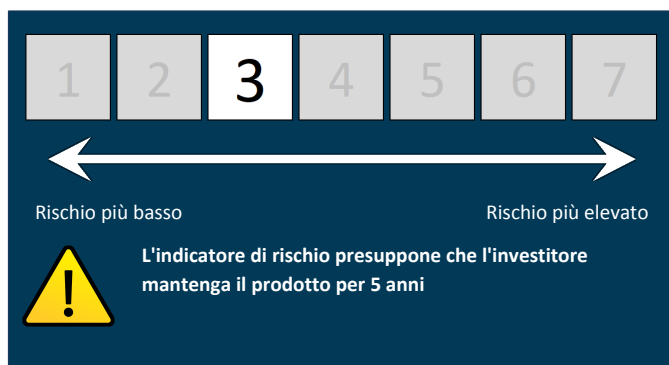 1 2 3 4 5 6 7
Rischio più basso Rischio più elevato
L'indicatore di rischio presuppone che l'investitore
mantenga il prodotto per 5 anni